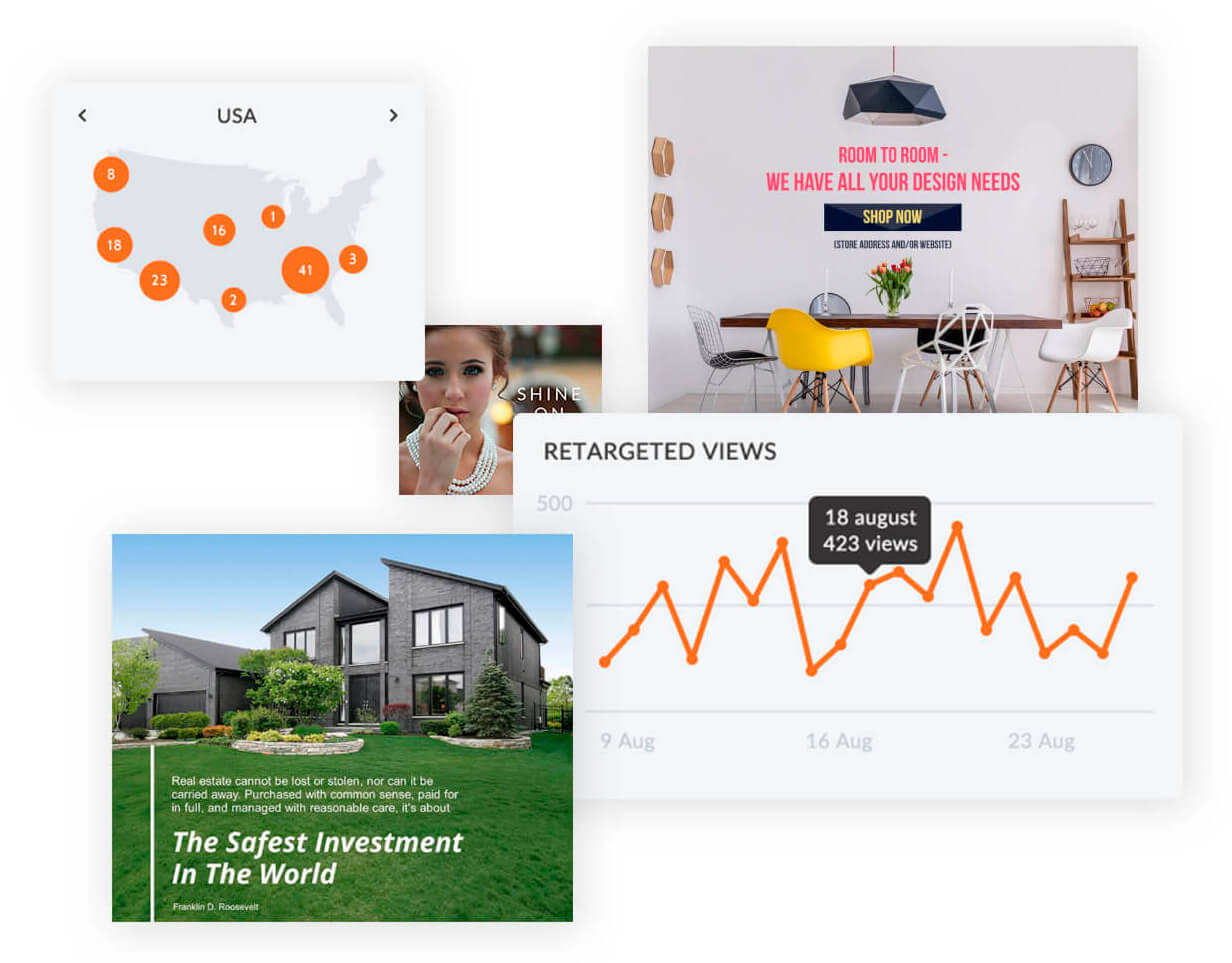 USA
8
1
16
18
3
41
23
2
ROOM TO ROOM -
WE HAVE ALL YOUR DESIGN NEEDS
SHOP NOW
(STORE ADDRESS AND/OR WEBSITE)
SHINE
ON
RETARGETED VIEWS
500
18 august
423 views
9 Aug
16 Aug
23 Aug
Real estate cannot be lost or stolen, nor can it be
carried away. Purchased with common sense, paid for
in full, and managed with reasonable care, it's about
The Safest Investment
In The World
Franklin D. Roosevelt